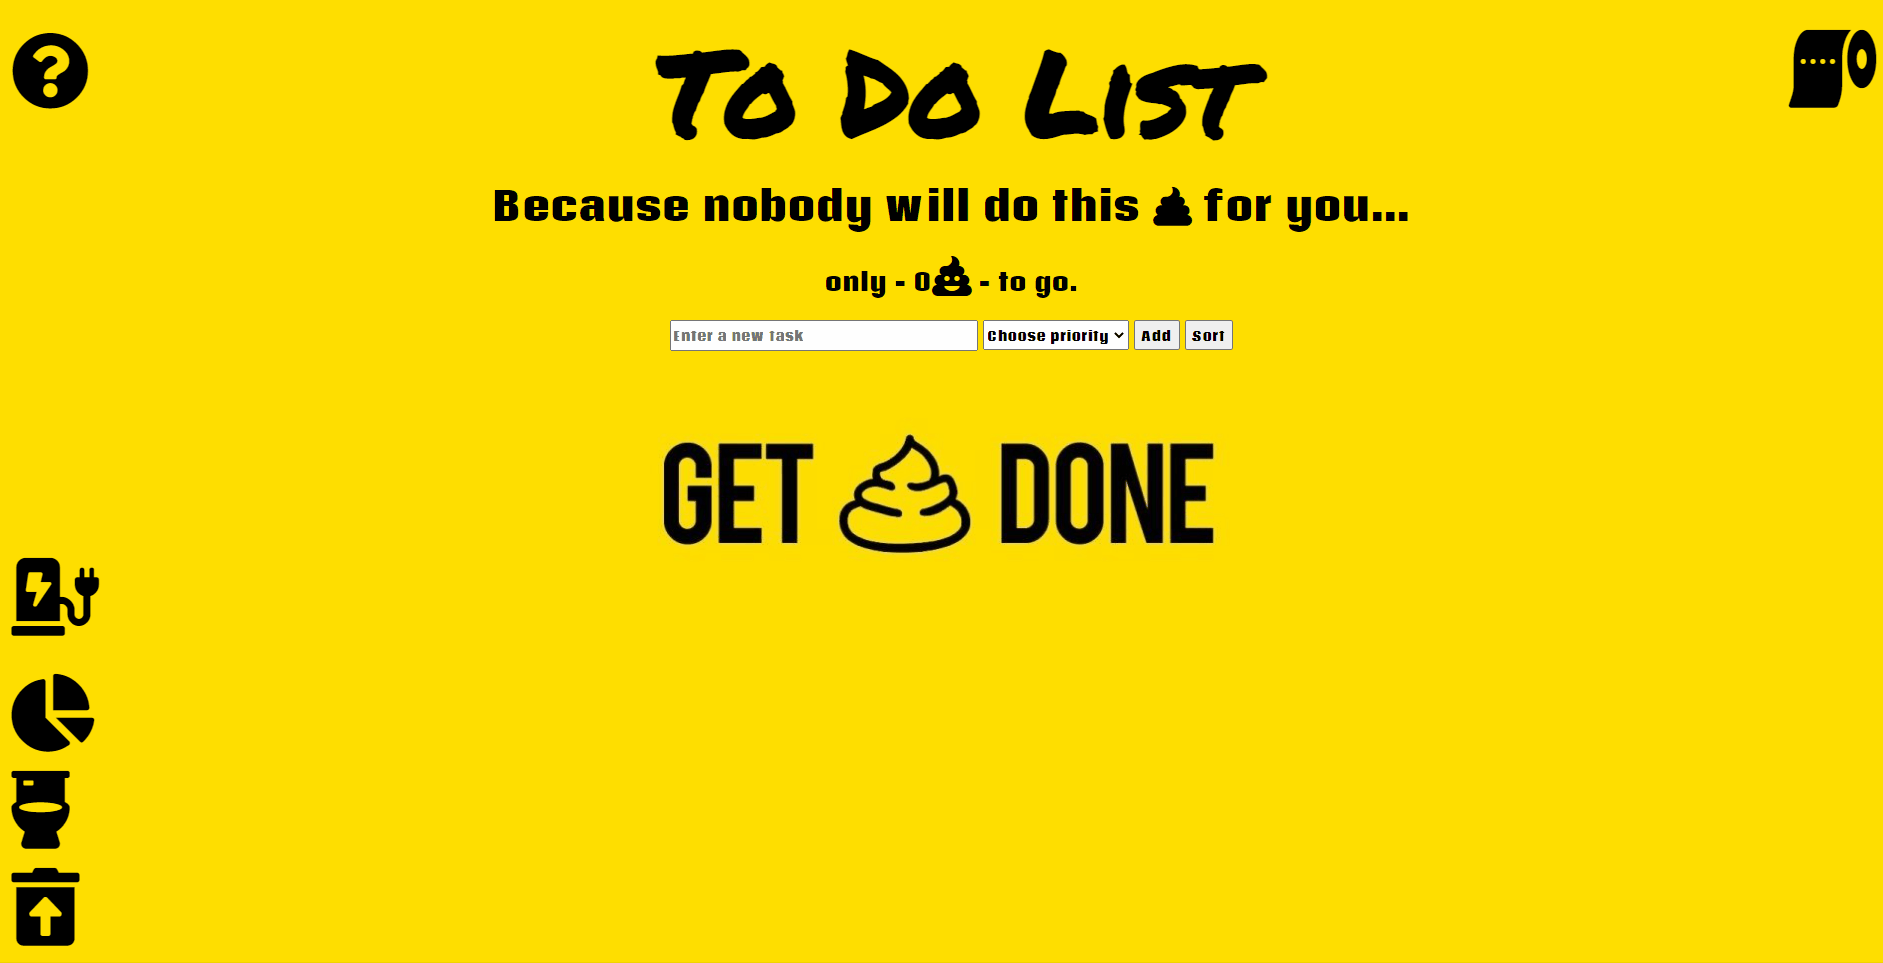 To Do List
Because nobody will do this 💩 for you...
only - 0💩 - to go.
Enter a new task Choose priority Add Sort
GET 💩 DONE